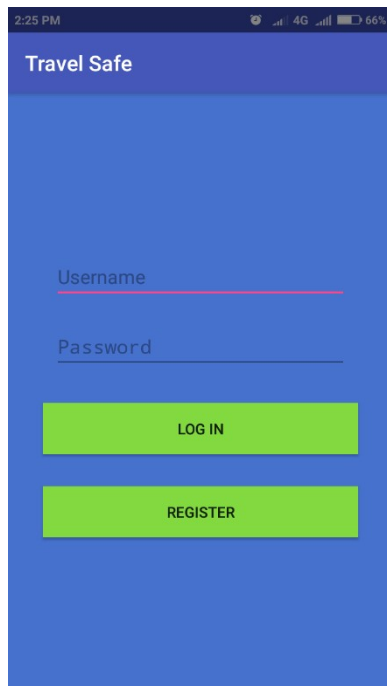 2:25 PM 4G 66%
Travel Safe
Username
Password
LOG IN
REGISTER